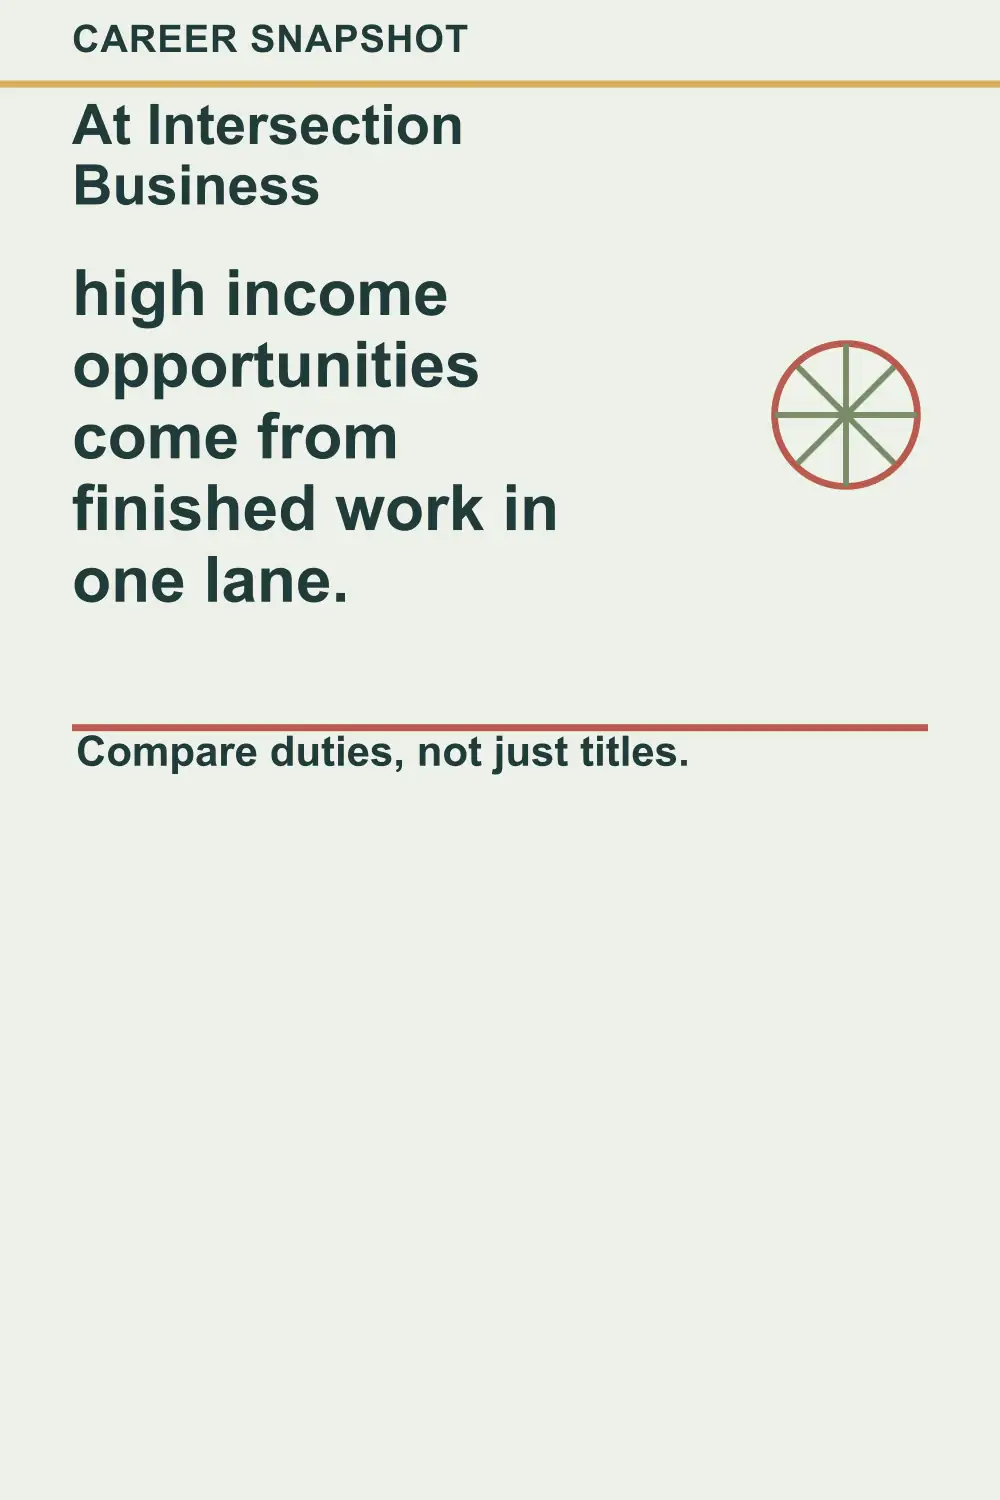 CAREER SNAPSHOT
At Intersection
Business
high income
opportunities
come from
finished work in
one lane.
Compare duties, not just titles.